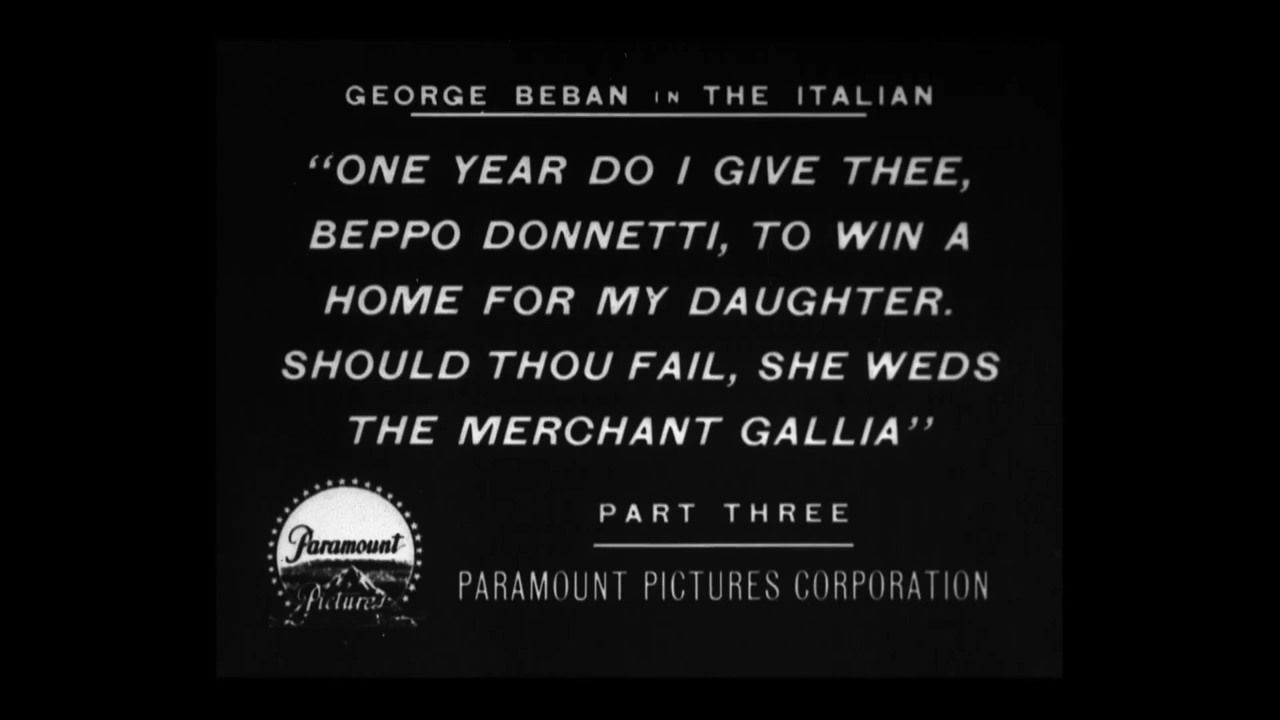 GEORGE BEBAN IN THE ITALIAN
“ONE YEAR DO I GIVE THEE,
BEPPO DONNETTI, TO WIN A
HOME FOR MY DAUGHTER.
SHOULD THOU FAIL, SHE WEDS
THE MERCHANT GALLIA”
PART THREE
Paramount
Pictures
PARAMOUNT PICTURES CORPORATION